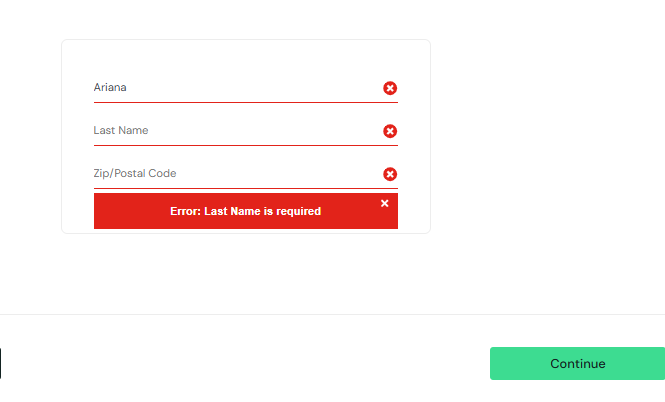 Ariana
Last Name
Zip/Postal Code
Error: Last Name is required
Continue